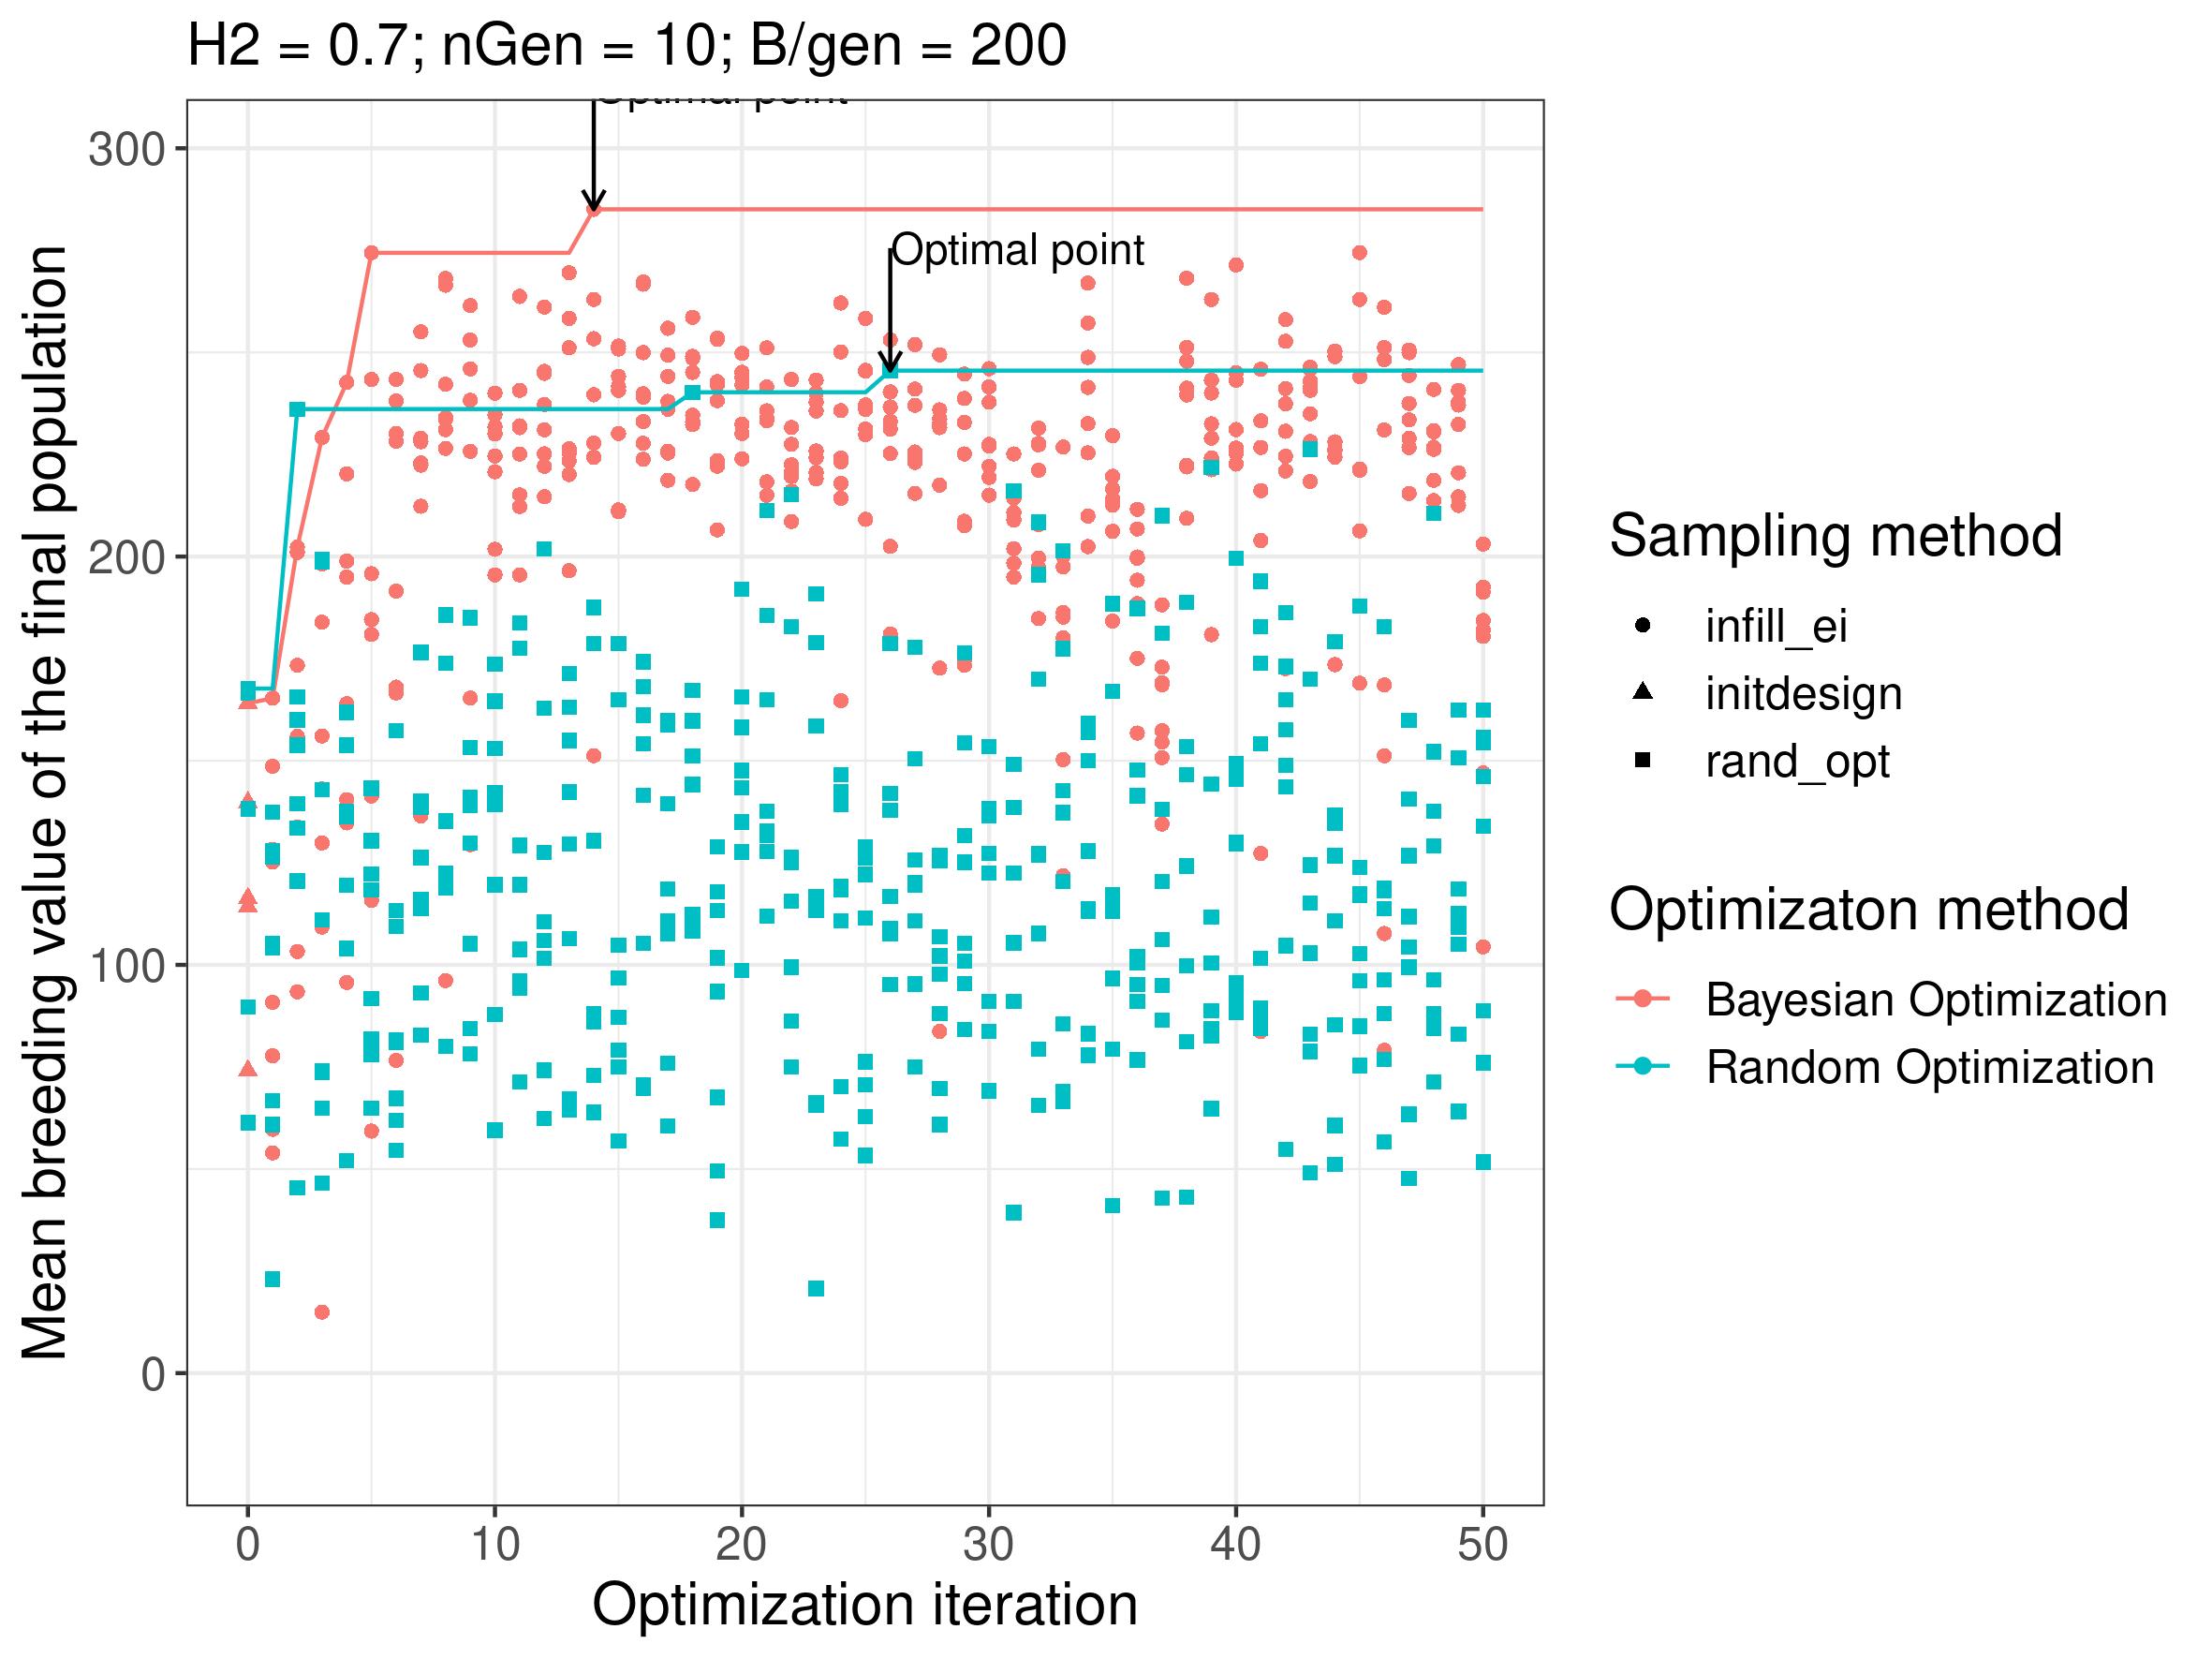 H2 = 0.7; nGen = 10; B/gen = 200
Optimal point
Optimal point
Mean breeding value of the final population
300
200
100
0
0 10 20 30 40 50
Optimization iteration
Sampling method
infill_ei
initdesign
rand_opt
Optimizaton method
Bayesian Optimization
Random Optimization